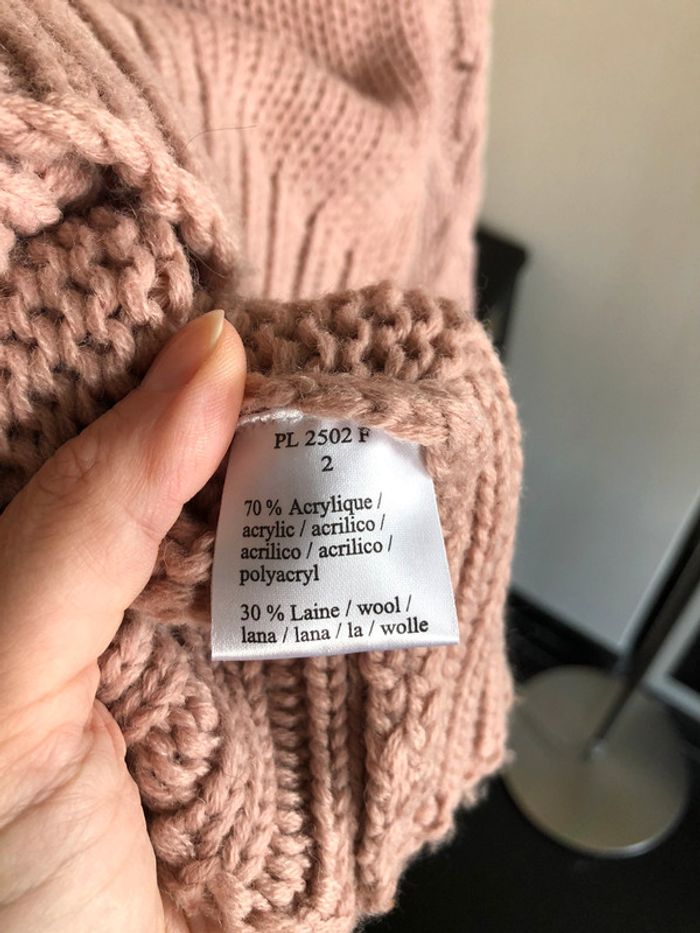 PL 2502 F
2
70 % Acrylique /
acrylic / acrilico /
acrilico / acrilico /
polyacryl
30 % Laine / wool /
lana / lana / la / wolle